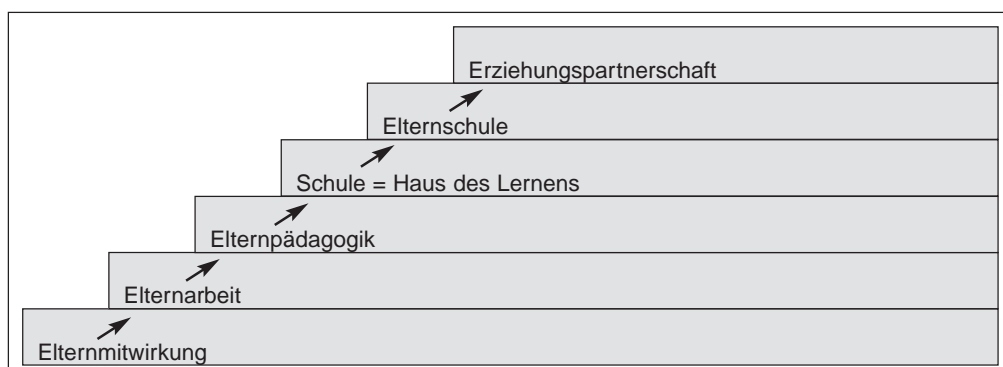 Erziehungspartnerschaft
Elternschule
Schule = Haus des Lernens
Elternpädagogik
Elternarbeit
Elternmitwirkung